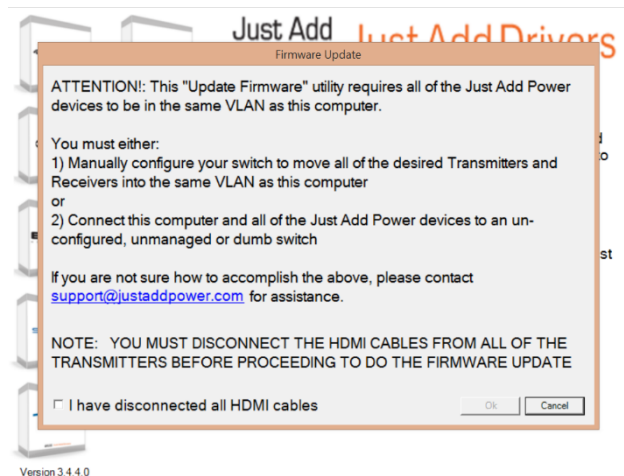 Just Add
Just Add Drivers
Firmware Update
ATTENTION!: This "Update Firmware" utility requires all of the Just Add Power
devices to be in the same VLAN as this computer.
You must either:
1) Manually configure your switch to move all of the desired Transmitters and
Receivers into the same VLAN as this computer
or
2) Connect this computer and all of the Just Add Power devices to an un-
configured, unmanaged or dumb switch
If you are not sure how to accomplish the above, please contact
support@justaddpower.com for assistance.
NOTE: YOU MUST DISCONNECT THE HDMI CABLES FROM ALL OF THE
TRANSMITTERS BEFORE PROCEEDING TO DO THE FIRMWARE UPDATE
I have disconnected all HDMI cables
Ok
Cancel
Version 3.4.4.0